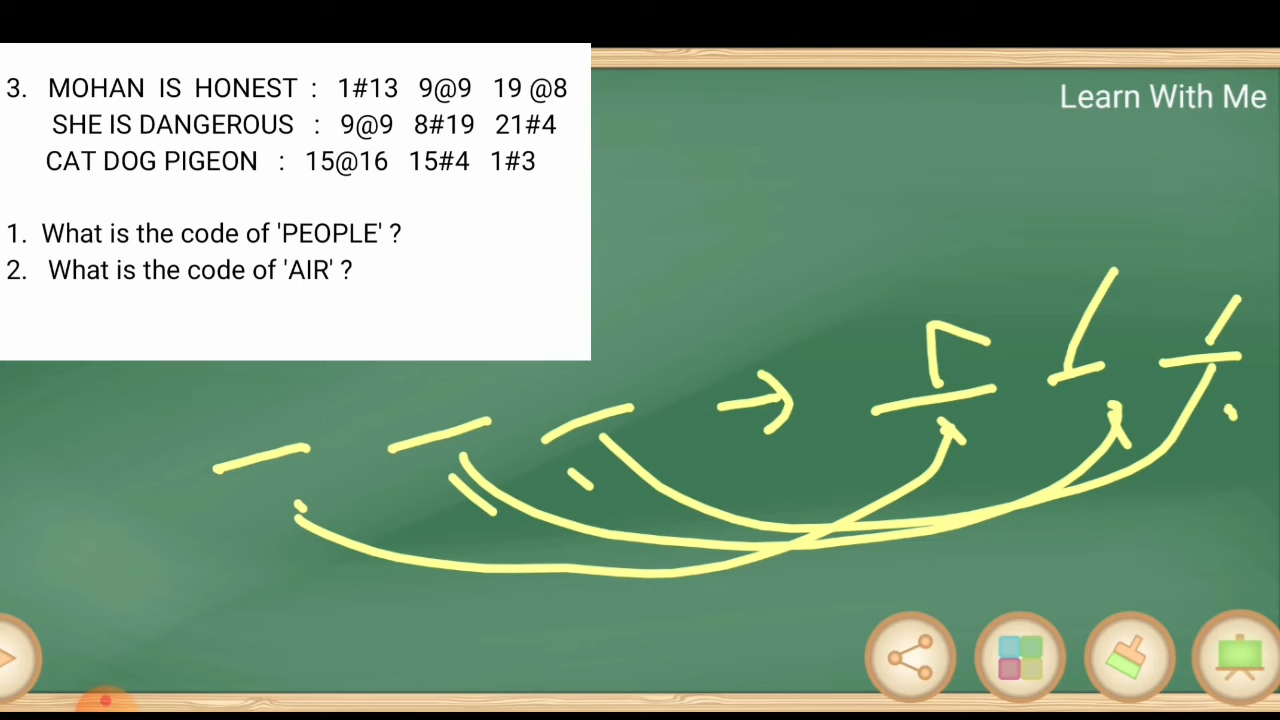 Learn With Me
3. MOHAN IS HONEST : 1#13 9@9 19 @8
SHE IS DANGEROUS : 9@9 8#19 21#4
CAT DOG PIGEON : 15@16 15#4 1#3
1. What is the code of 'PEOPLE' ?
2. What is the code of 'AIR' ?